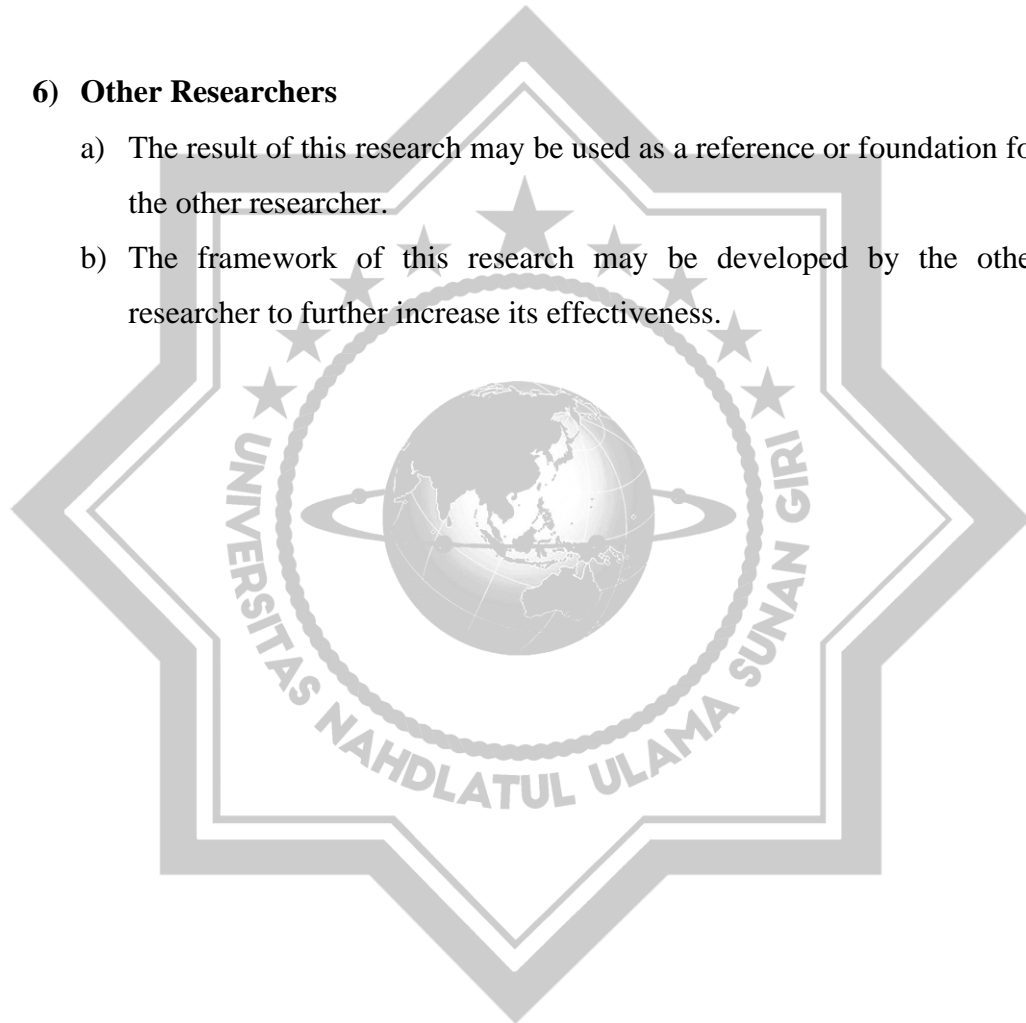 6) Other Researchers
a) The result of this research may be used as a reference or foundation fo
the other researcher.
b) The framework of this research may be developed by the othe
researcher to further increase its effectiveness.
UNIVERSITAS NAHDLATUL ULAMA SUNAN GIRI